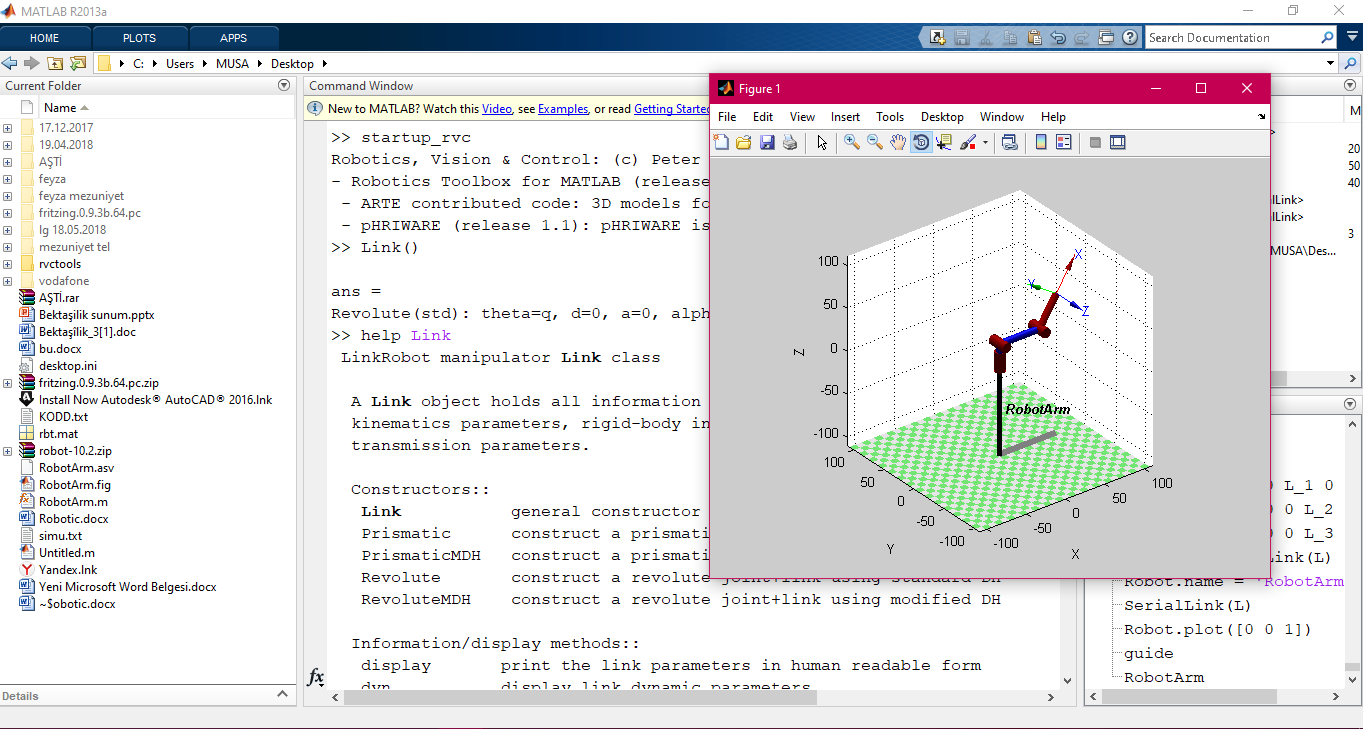 MATLAB R2013a
HOME
PLOTS
APPS
Search Documentation
C:
Users
MUSA
Desktop
Current Folder
Name
17.12.2017
19.04.2018
AŞTİ
feyza
feyza mezuniyet
fritzing.0.9.3b.64.pc
lg 18.05.2018
mezuniyet tel
rvctools
vodafone
AŞTİ.rar
Bektaşilik sunum.pptx
Bektaşilik_3[1].doc
bu.docx
desktop.ini
fritzing.0.9.3b.64.pc.zip
Install Now Autodesk® AutoCAD® 2016.lnk
KODD.txt
rbt.mat
robot-10.2.zip
RobotArm.asv
RobotArm.fig
RobotArm.m
Robotic.docx
simu.txt
Untitled.m
Yandex.lnk
Yeni Microsoft Word Belgesi.docx
~$obotic.docx
Details
Command Window
New to MATLAB? Watch this Video, see Examples, or read Getting Started
>> startup_rvc
Robotics, Vision & Control: (c) Peter
- Robotics Toolbox for MATLAB (release
- ARTE contributed code: 3D models fo
- pHRIWARE (release 1.1): pHRIWARE is
>> Link()
ans =
Revolute(std): theta=q, d=0, a=0, alph
>> help Link
LinkRobot manipulator Link class
A Link object holds all information
kinematics parameters, rigid-body in
transmission parameters.
Constructors::
Link general constructor
Prismatic construct a prismati
PrismaticMDH construct a prismati
Revolute construct a revolute joint+link using standard DH
RevoluteMDH construct a revolute joint+link using modified DH
Information/display methods::
display print the link parameters in human readable form
dyn display link dynamic parameters
fx
Figure 1
File Edit View Insert Tools Desktop Window Help
100
50
0
-50
-100
Z
100
50
0
-50
-100
Y
-100
-50
0
50
100
X
X
Y
Z
RobotArm
M
20
50
40
lLink>
lLink>
3
MUSA\Des...
0 L_1 0
0 0 L_2
0 0 L_3
ink(L)
Robot.name = 'RobotArm
SerialLink(L)
Robot.plot([0 0 1])
guide
RobotArm